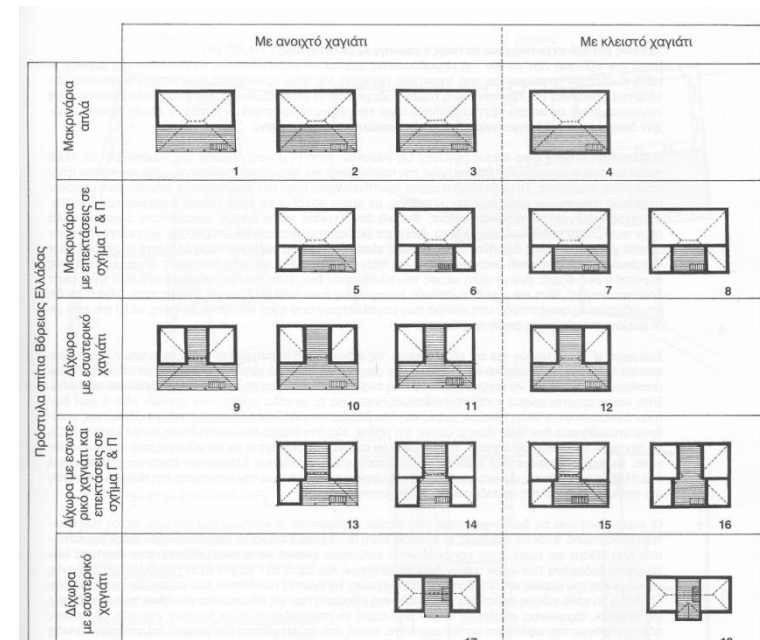 Με ανοιχτό χαγιάτι
Με κλειστό χαγιάτι
Πρόστυλα σπίτια Βόρειας Ελλάδας
Μακρινάρια
απλά
1
2
3
4
Μακρινάρια
με επεκτάσεις σε
σχήμα Γ & Π
5
6
7
8
Δίχωρα
με εσωτερικό
χαγιάτι
9
10
11
12
Δίχωρα με εσωτε-
ρικό χαγιάτι και
επεκτάσεις σε
σχήμα Γ & Π
13
14
15
16
Δίχωρα
με εσωτερικό
χαγιάτι